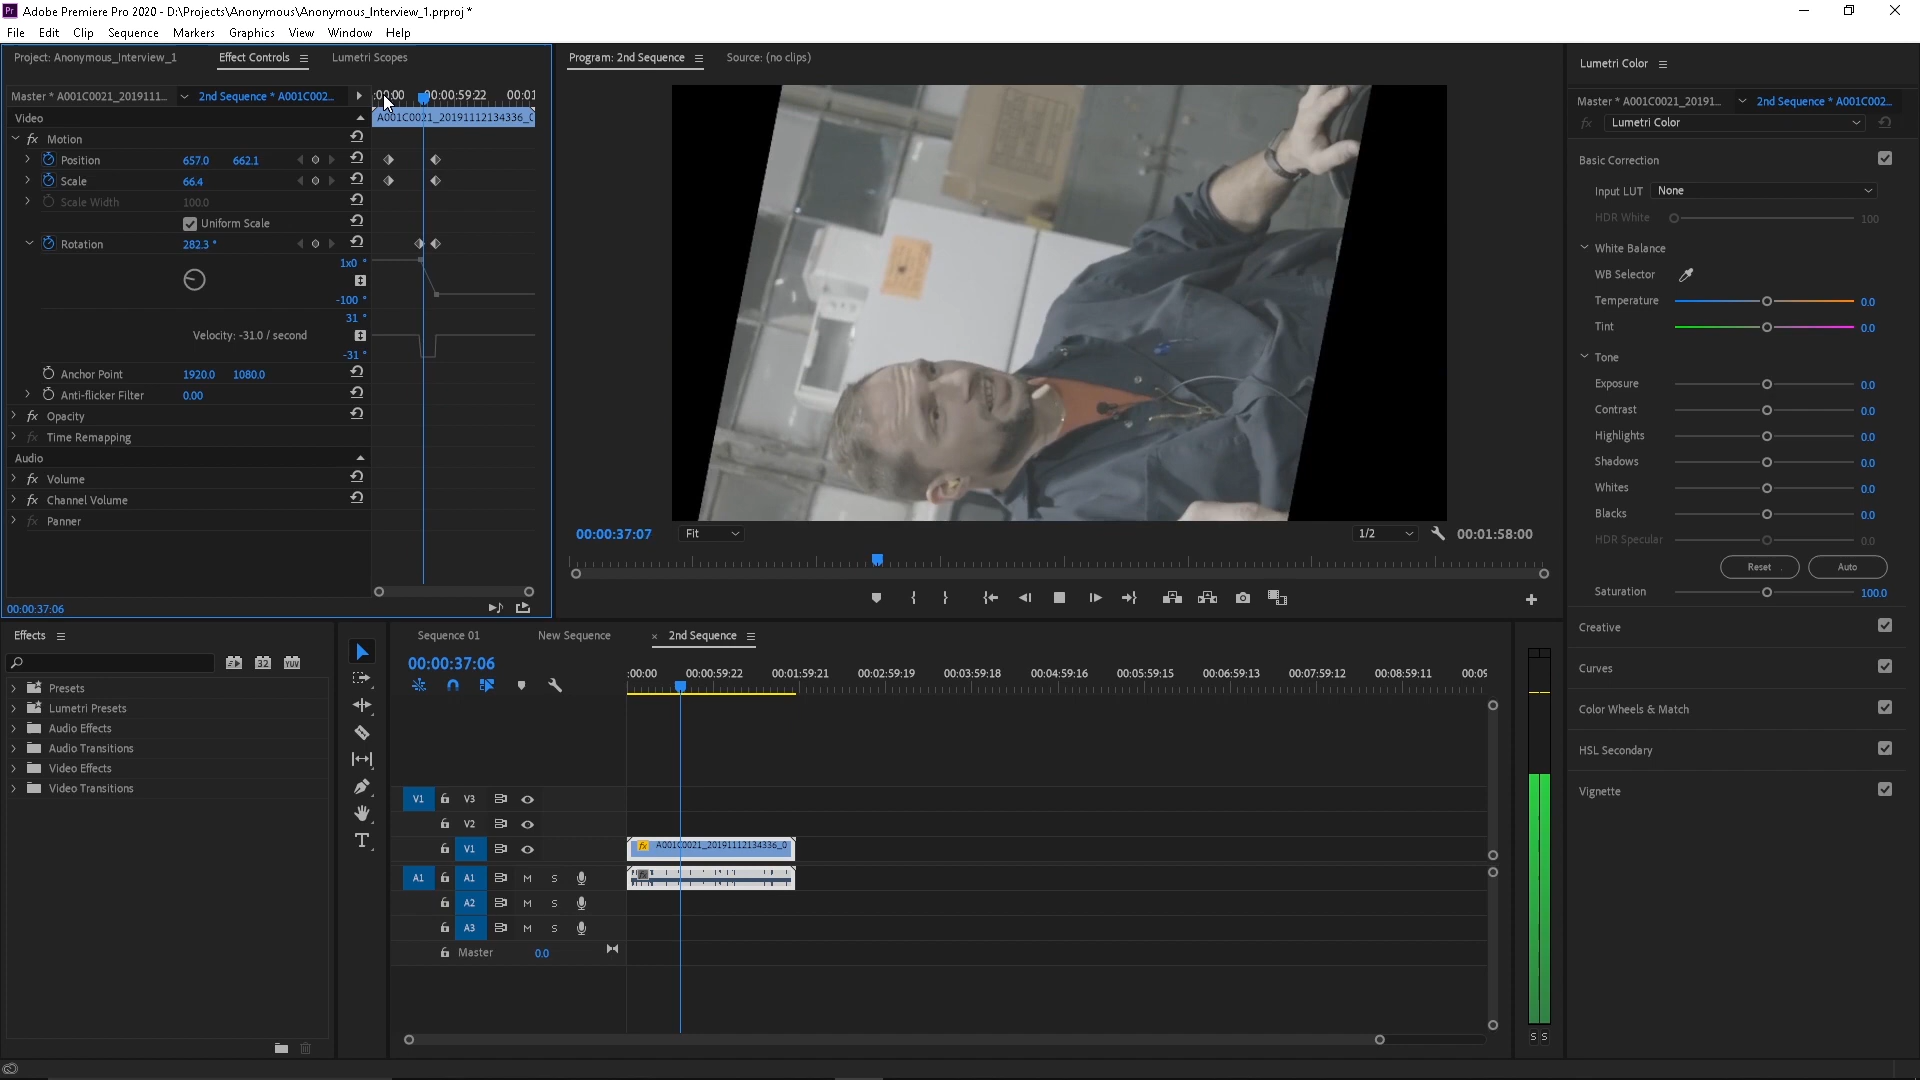 Pr Adobe Premiere Pro 2020 - D:\Projects\Anonymous\Anonymous_Interview_1.prproj *
File Edit Clip Sequence Markers Graphics View Window Help
Project: Anonymous_Interview_1 Effect Controls Lumetri Scopes
Master * A001C0021_2019111... 2nd Sequence * A001C002... :00:00 00:00:59:22 00:01
Video A001C0021_20191112134336_0
fx Motion
Position 657.0 662.1
Scale 66.4
Scale Width 100.0
Uniform Scale
Rotation 282.3 °
1x0 °
-100 °
31 °
Velocity: -31.0 / second
-31 °
Anchor Point 1920.0 1080.0
Anti-flicker Filter 0.00
fx Opacity
fx Time Remapping
Audio
fx Volume
fx Channel Volume
fx Panner
00:00:37:06
Program: 2nd Sequence Source: (no clips)
00:00:37:07 Fit 1/2 00:01:58:00
Lumetri Color
Master * A001C0021_20191... 2nd Sequence * A001C002...
fx Lumetri Color
Basic Correction
Input LUT None
HDR White 100
White Balance
WB Selector
Temperature 0.0
Tint 0.0
Tone
Exposure 0.0
Contrast 0.0
Highlights 0.0
Shadows 0.0
Whites 0.0
Blacks 0.0
HDR Specular 0.0
Reset Auto
Saturation 100.0
Creative
Curves
Color Wheels & Match
HSL Secondary
Vignette
Effects
32 YUV
Presets
Lumetri Presets
Audio Effects
Audio Transitions
Video Effects
Video Transitions
Sequence 01 New Sequence × 2nd Sequence
00:00:37:06
:00:00 00:00:59:22 00:01:59:21 00:02:59:19 00:03:59:18 00:04:59:16 00:05:59:15 00:06:59:13 00:07:59:12 00:08:59:11 00:09
V1 V3
V2
V1 fx A001C0021_20191112134336_0
A1 A1 M S fx
A2 M S
A3 M S
Master 0.0
S S